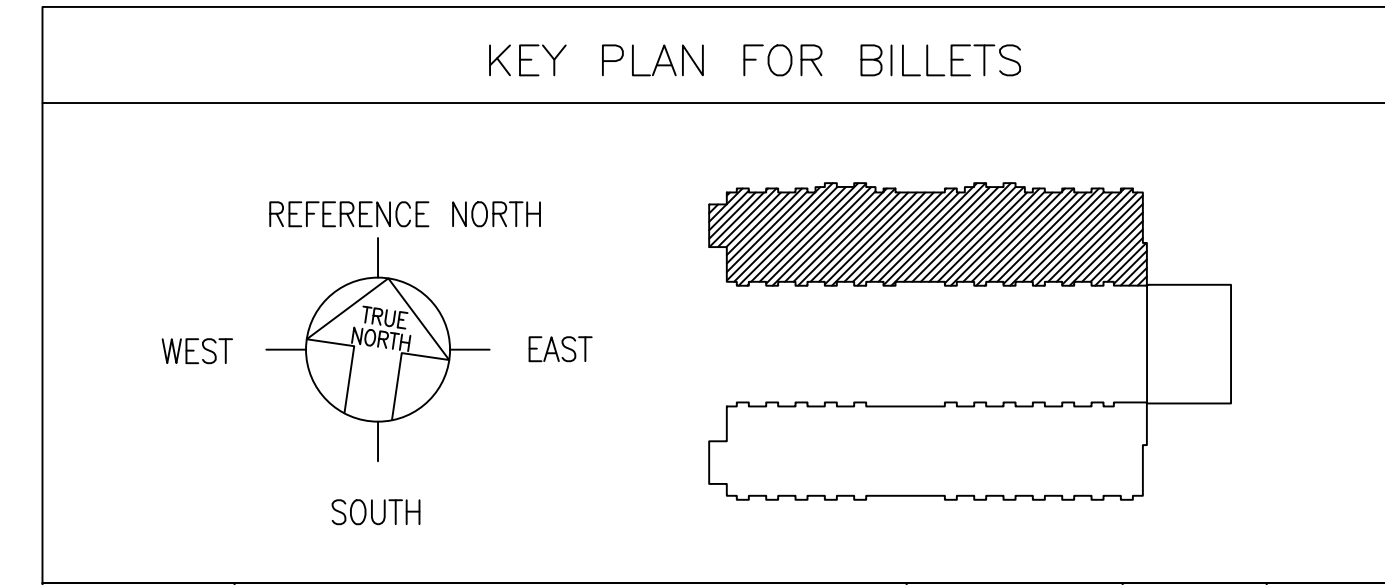 KEY PLAN FOR BILLETS
REFERENCE NORTH
TRUE
NORTH
WEST
EAST
SOUTH